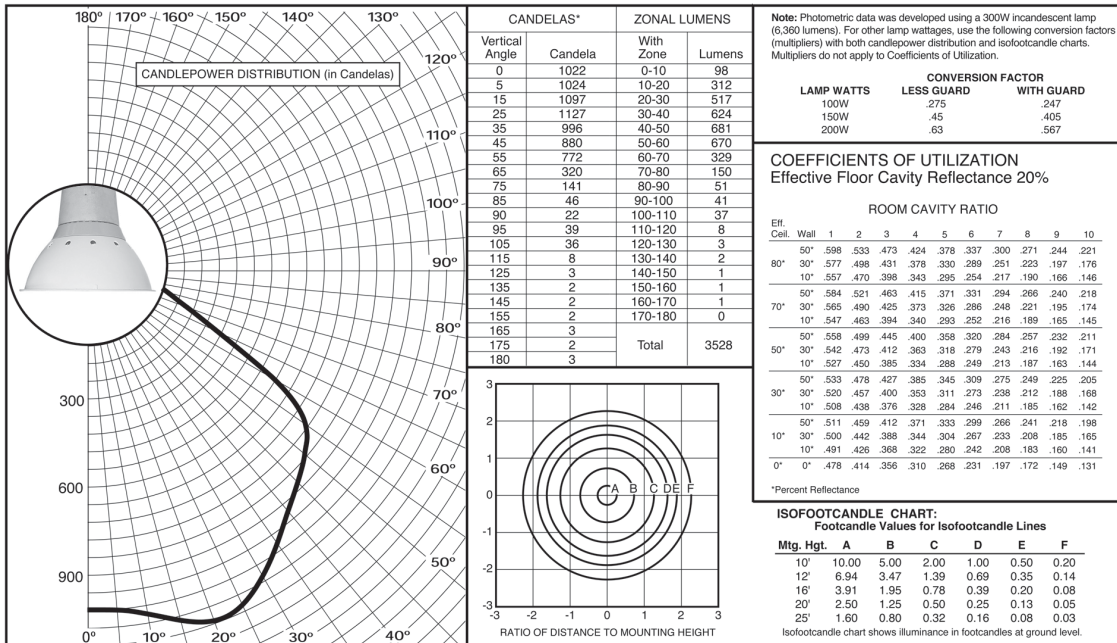 180º 170º 160º 150º 140º 130º
120º
CANDLEPOWER DISTRIBUTION (in Candelas)
110º
100º
90º
80º
70º
60º
50º
300
600
900
0º 10º 20º 30º 40º
CANDELAS* ZONAL LUMENS
Vertical Angle Candela With Zone Lumens
0 1022 0-10 98
5 1024 10-20 312
15 1097 20-30 517
25 1127 30-40 624
35 996 40-50 681
45 880 50-60 670
55 772 60-70 329
65 320 70-80 150
75 141 80-90 51
85 46 90-100 41
90 22 100-110 37
95 39 110-120 8
105 36 120-130 3
115 8 130-140 2
125 3 140-150 1
135 2 150-160 1
145 2 160-170 1
155 2 170-180 0
165 3
175 2 Total 3528
180 3
3
2
1
0 A B C D E F
-1
-2
-3
-3 -2 -1 0 1 2 3
RATIO OF DISTANCE TO MOUNTING HEIGHT
Note: Photometric data was developed using a 300W incandescent lamp
(6,360 lumens). For other lamp wattages, use the following conversion factors
(multipliers) with both candlepower distribution and isofootcandle charts.
Multipliers do not apply to Coefficients of Utilization.
CONVERSION FACTOR
LAMP WATTS LESS GUARD WITH GUARD
100W .275 .247
150W .45 .405
200W .63 .567
COEFFICIENTS OF UTILIZATION
Effective Floor Cavity Reflectance 20%
ROOM CAVITY RATIO
Eff.
Ceil. Wall 1 2 3 4 5 6 7 8 9 10
50* .598 .533 .473 .424 .378 .337 .300 .271 .244 .221
80* 30* .577 .498 .431 .378 .330 .289 .251 .223 .197 .176
10* .557 .470 .398 .343 .295 .254 .217 .190 .166 .146
50* .584 .521 .463 .415 .371 .331 .294 .266 .240 .218
70* 30* .565 .490 .425 .373 .326 .286 .248 .221 .195 .174
10* .547 .463 .394 .340 .293 .252 .216 .189 .165 .145
50* .558 .499 .445 .400 .358 .320 .284 .257 .232 .211
50* 30* .542 .473 .412 .363 .318 .279 .243 .216 .192 .171
10* .527 .450 .385 .334 .288 .249 .213 .187 .163 .144
50* .533 .478 .427 .385 .345 .309 .275 .249 .225 .205
30* 30* .520 .457 .400 .353 .311 .273 .238 .212 .188 .168
10* .508 .438 .376 .328 .284 .246 .211 .185 .162 .142
50* .511 .459 .412 .371 .333 .299 .266 .241 .218 .198
10* 30* .500 .442 .388 .344 .304 .267 .233 .208 .185 .165
10* .491 .426 .368 .322 .280 .242 .208 .183 .160 .141
0* 0* .478 .414 .356 .310 .268 .231 .197 .172 .149 .131
*Percent Reflectance
ISOFOOTCANDLE CHART:
Footcandle Values for Isofootcandle Lines
Mtg. Hgt. A B C D E F
10' 10.00 5.00 2.00 1.00 0.50 0.20
12' 6.94 3.47 1.39 0.69 0.35 0.14
16' 3.91 1.95 0.78 0.39 0.20 0.08
20' 2.50 1.25 0.50 0.25 0.13 0.05
25' 1.60 0.80 0.32 0.16 0.08 0.03
Isofootcandle chart shows illuminance in footcandles at ground level.